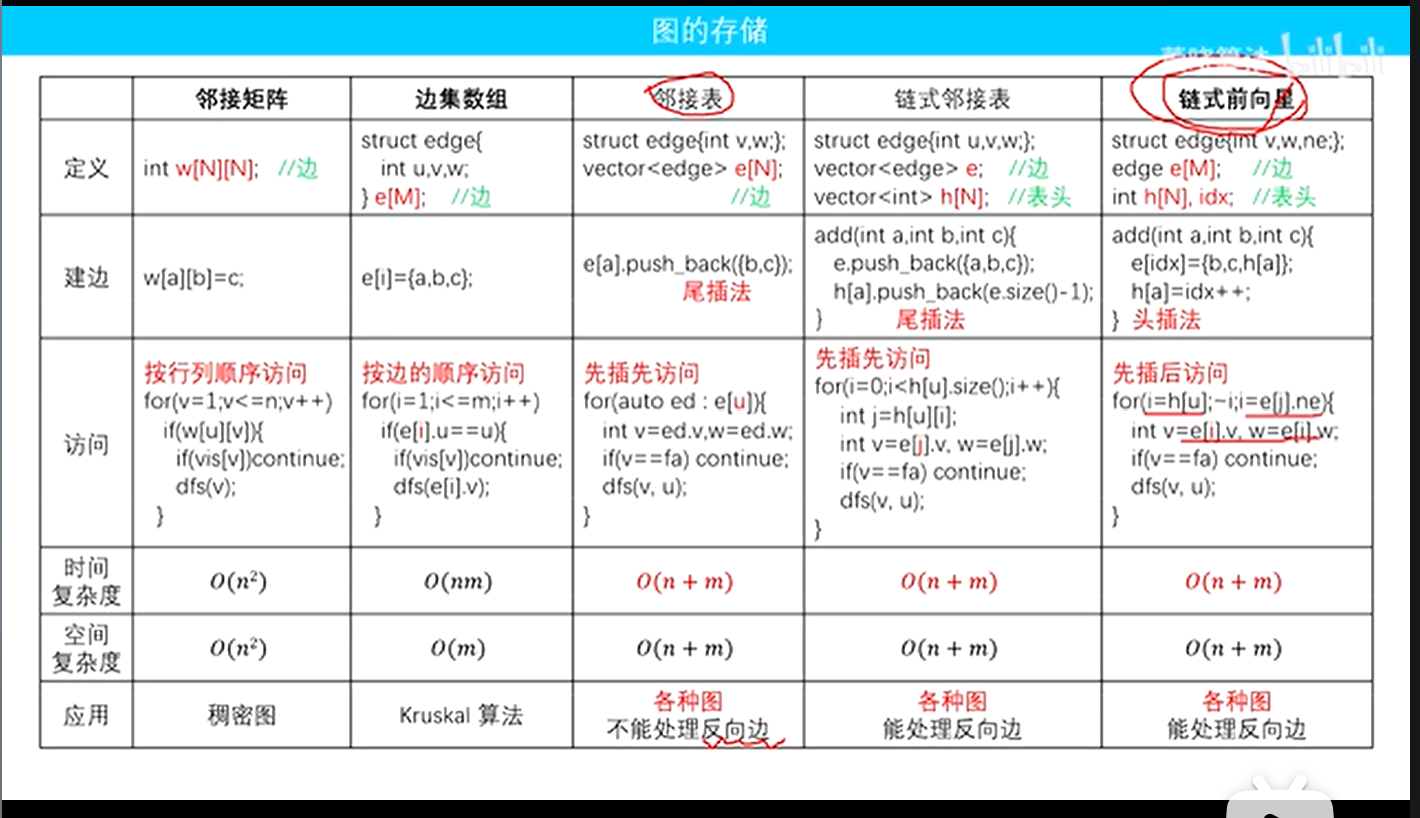 图的存储
bilibili
邻接矩阵
边集数组
邻接表
链式邻接表
链式前向星
定义
int w[N][N]; //边
struct edge{
int u,v,w;
} e[M]; //边
struct edge{int v,w;};
vector<edge> e[N];
//边
struct edge{int u,v,w;};
vector<edge> e; //边
vector<int> h[N]; //表头
struct edge{int v,w,ne;};
edge e[M]; //边
int h[N], idx; //表头
建边
w[a][b]=c;
e[i]={a,b,c};
e[a].push_back({b,c});
尾插法
add(int a,int b,int c){
e.push_back({a,b,c});
h[a].push_back(e.size()-1);
} 尾插法
add(int a,int b,int c){
e[idx]={b,c,h[a]};
h[a]=idx++;
} 头插法
访问
按行列顺序访问
for(v=1;v<=n;v++)
if(w[u][v]){
if(vis[v])continue;
dfs(v);
}
按边的顺序访问
for(i=1;i<=m;i++)
if(e[i].u==u){
if(vis[v])continue;
dfs(e[i].v);
}
先插先访问
for(auto ed : e[u]){
int v=ed.v,w=ed.w;
if(v==fa) continue;
dfs(v, u);
}
先插先访问
for(i=0;i<h[u].size();i++){
int j=h[u][i];
int v=e[j].v, w=e[j].w;
if(v==fa) continue;
dfs(v, u);
}
先插后访问
for(i=h[u];~i;i=e[j].ne){
int v=e[i].v, w=e[i].w;
if(v==fa) continue;
dfs(v, u);
}
时间
复杂度
O(n²)
O(nm)
O(n + m)
O(n + m)
O(n + m)
空间
复杂度
O(n²)
O(m)
O(n + m)
O(n + m)
O(n + m)
应用
稠密图
Kruskal 算法
各种图
不能处理反向边
各种图
能处理反向边
各种图
能处理反向边